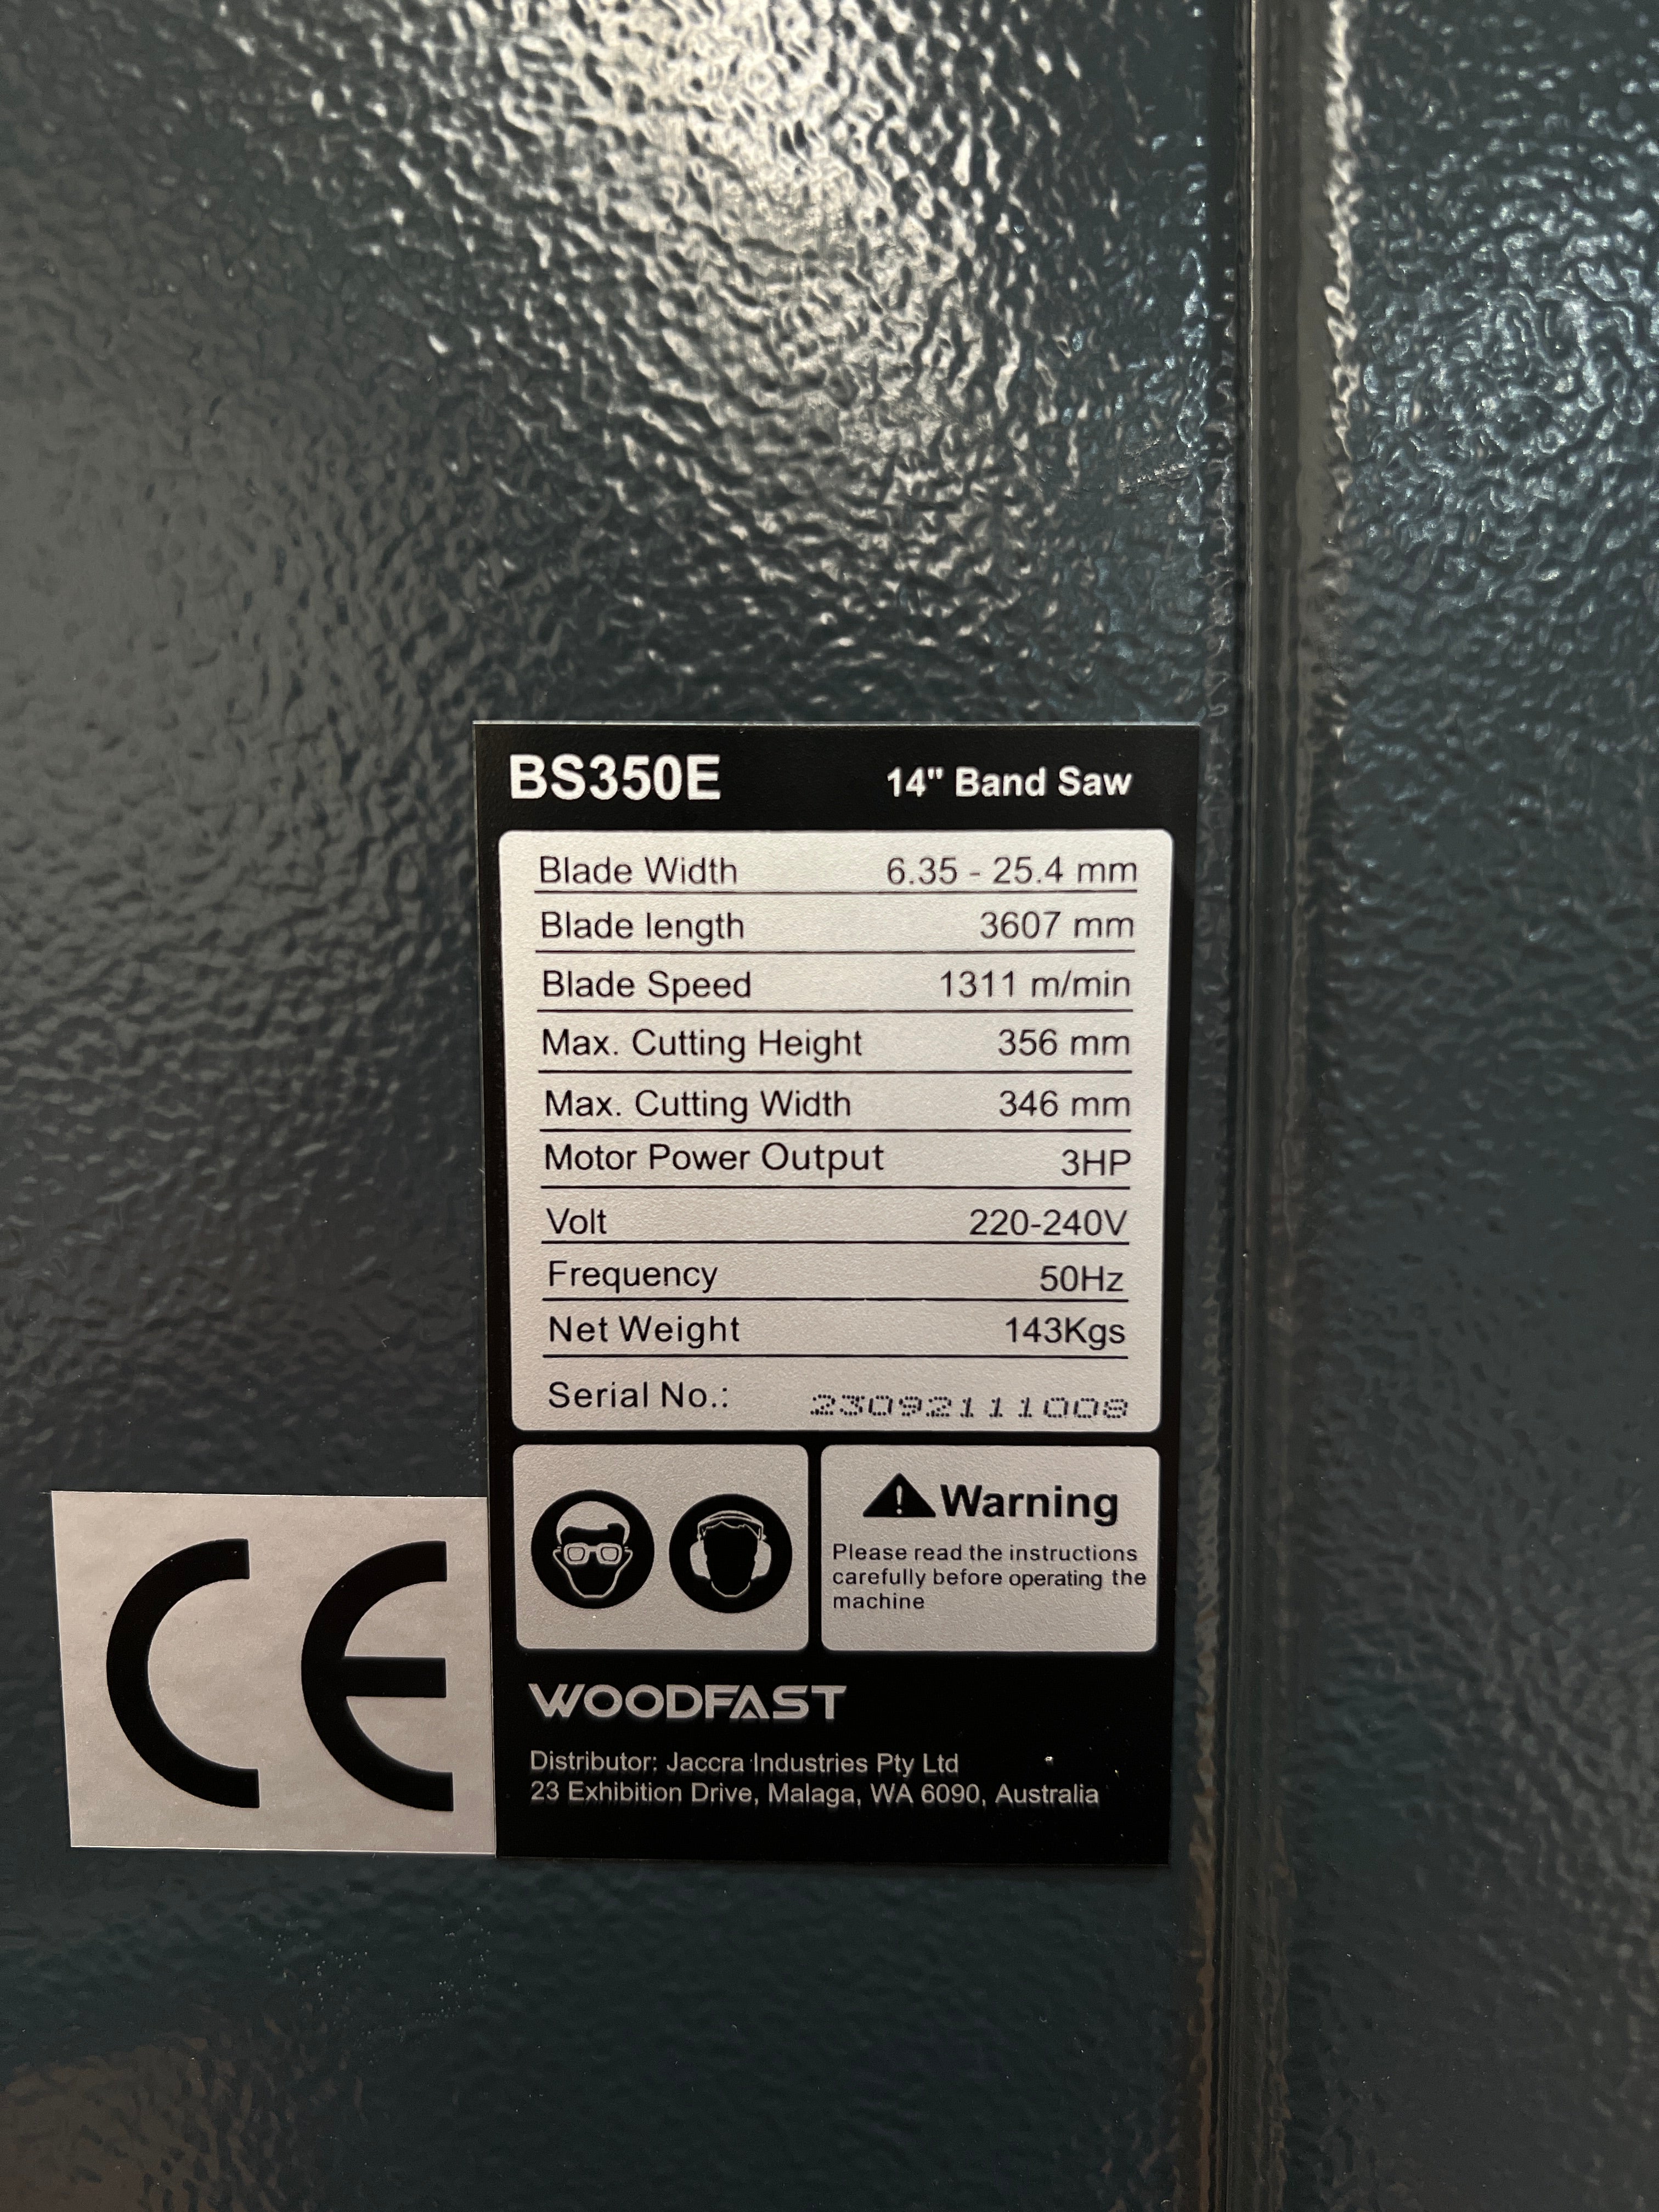 BS350E 14" Band Saw
Blade Width 6.35 - 25.4 mm
Blade length 3607 mm
Blade Speed 1311 m/min
Max. Cutting Height 356 mm
Max. Cutting Width 346 mm
Motor Power Output 3HP
Volt 220-240V
Frequency 50Hz
Net Weight 143Kgs
Serial No.: 23092111008
Warning
Please read the instructions
carefully before operating the
machine
CE
WOODFAST
Distributor: Jaccra Industries Pty Ltd
23 Exhibition Drive, Malaga, WA 6090, Australia